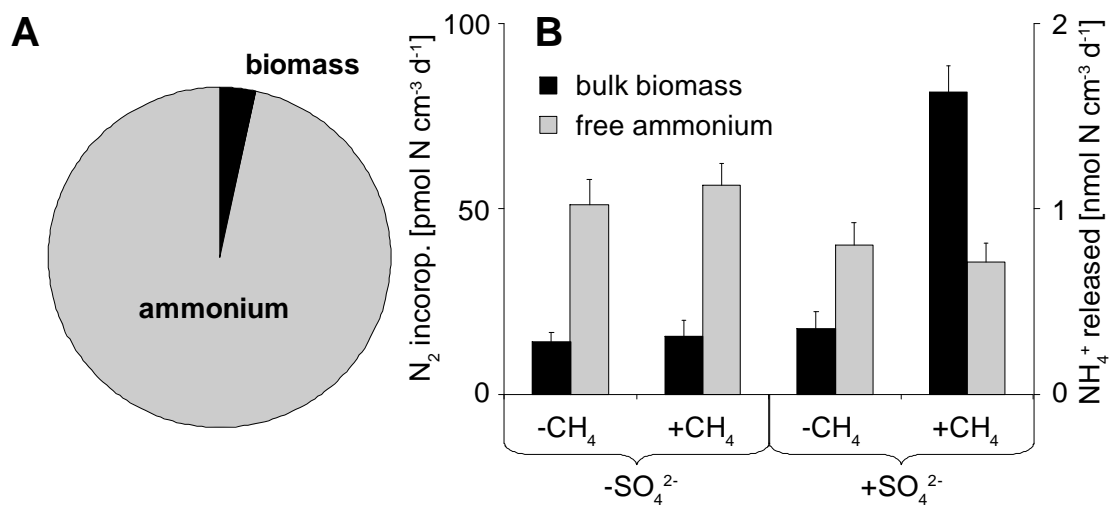 A
biomass
ammonium
B
bulk biomass
free ammonium
N₂ incorop. [pmol N cm⁻³ d⁻¹]
100
50
0
NH₄⁺ released [nmol N cm⁻³ d⁻¹]
2
1
0
-CH₄ +CH₄ -CH₄ +CH₄
-SO₄²⁻ +SO₄²⁻